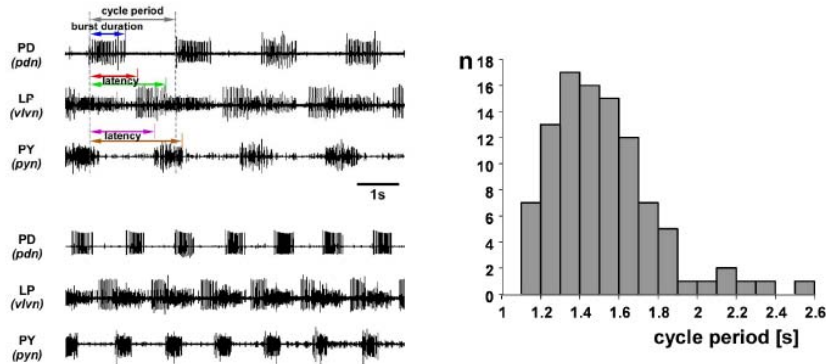 cycle period
burst duration
PD
(pdn)
latency
LP
(vlvn)
latency
PY
(pyn)
1s
PD
(pdn)
LP
(vlvn)
PY
(pyn)
n
18
16
14
12
10
8
6
4
2
0
1 1.2 1.4 1.6 1.8 2 2.2 2.4 2.6
cycle period [s]